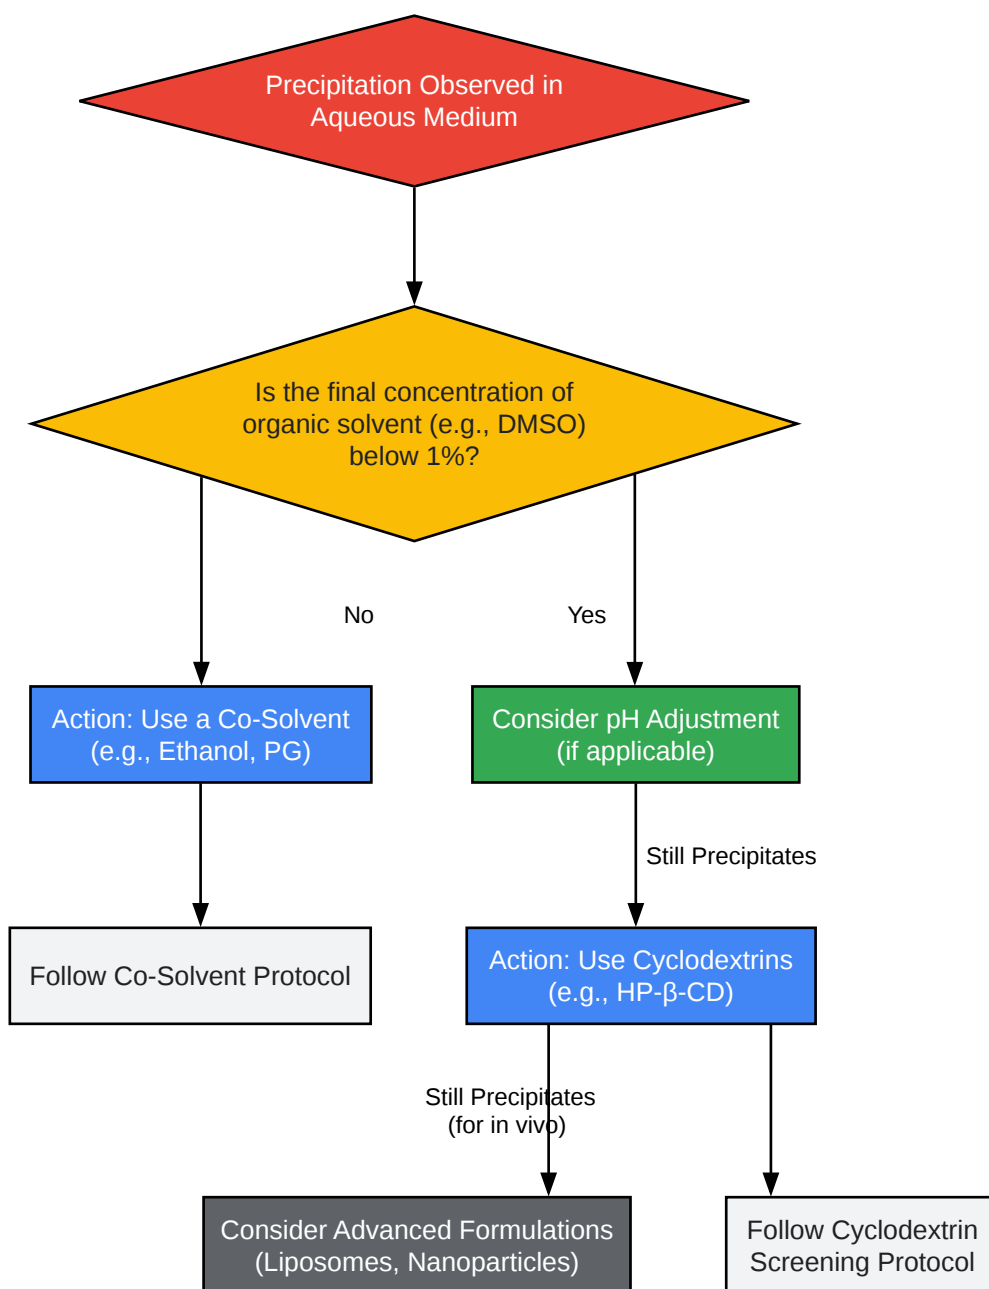 Precipitation Observed in
Aqueous Medium
Is the final concentration of
organic solvent (e.g., DMSO)
below 1%?
No
Yes
Action: Use a Co-Solvent
(e.g., Ethanol, PG)
Consider pH Adjustment
(if applicable)
Still Precipitates
Follow Co-Solvent Protocol
Action: Use Cyclodextrins
(e.g., HP-β-CD)
Still Precipitates
(for in vivo)
Consider Advanced Formulations
(Liposomes, Nanoparticles)
Follow Cyclodextrin
Screening Protocol